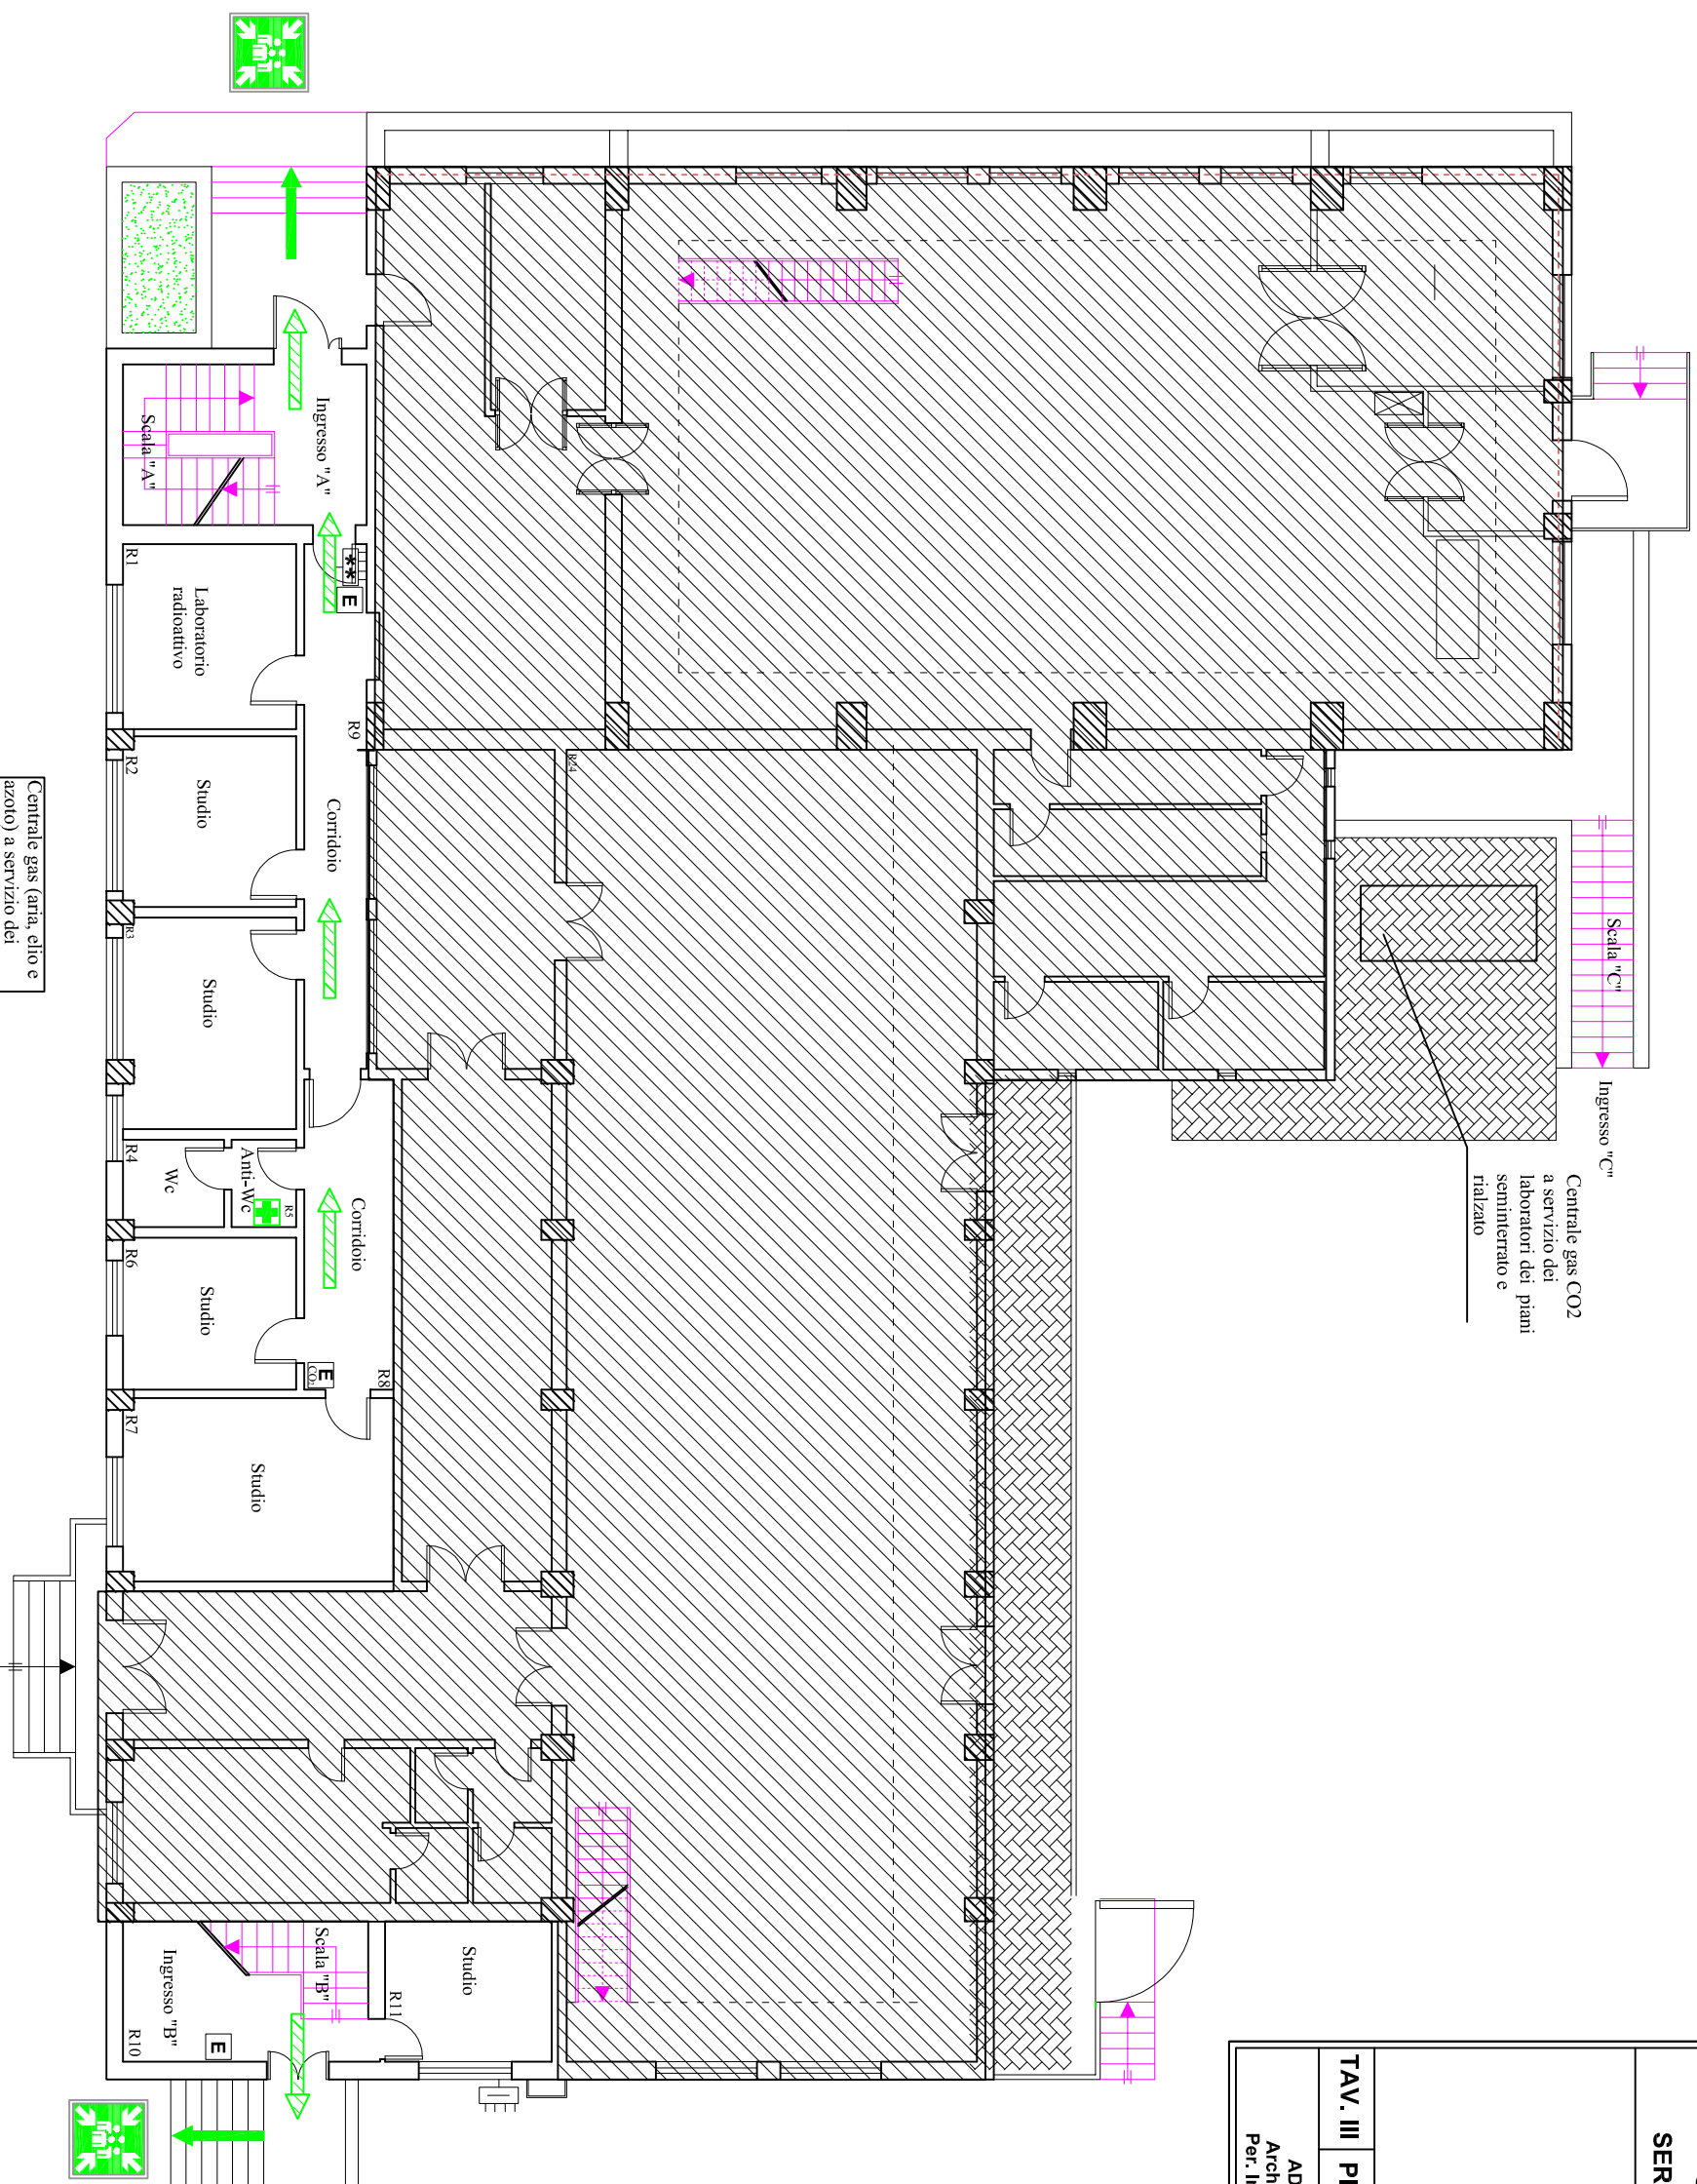 Ingresso "A"
Scala "A"
**
E
R1
Laboratorio
radioattivo
R9
R2
Studio
Corridoio
R3
Studio
R24
R4
Wc
Anti-Wc
R5
Corridoio
R6
Studio
E
CO2
R8
R7
Studio
Scala "B"
Ingresso "B"
R10
E
R11
Studio
Scala "C"
Ingresso "C"
Centrale gas CO2
a servizio dei
laboratori dei piani
seminterrato e
rialzato
Centrale gas (aria, elio e
azoto) a servizio dei
TAV. III